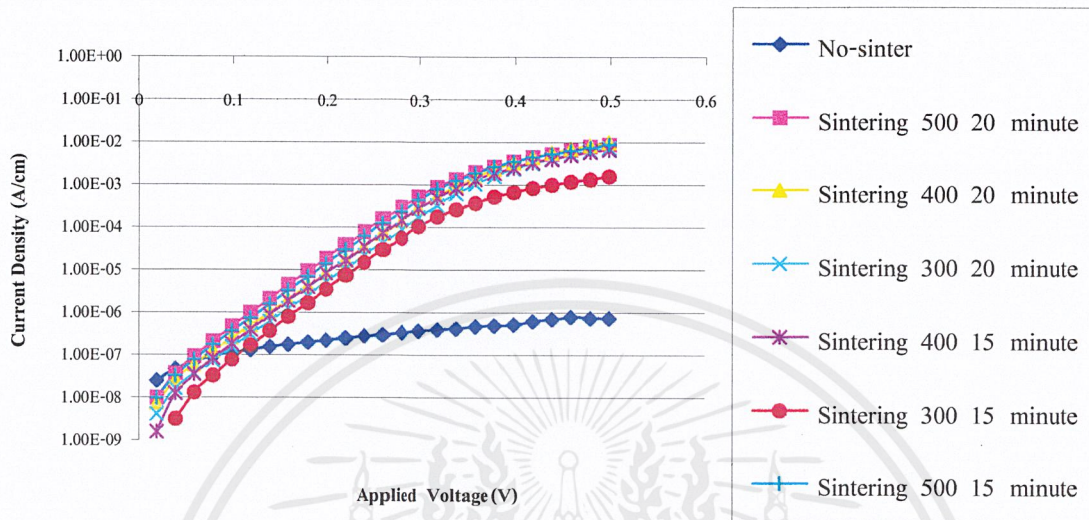 1.00E+00
1.00E-01
1.00E-02
1.00E-03
1.00E-04
1.00E-05
1.00E-06
1.00E-07
1.00E-08
1.00E-09
0 0.1 0.2 0.3 0.4 0.5 0.6
Current Density (A/cm)
Applied Voltage (V)
No-sinter
Sintering 500 20 minute
Sintering 400 20 minute
Sintering 300 20 minute
Sintering 400 15 minute
Sintering 300 15 minute
Sintering 500 15 minute